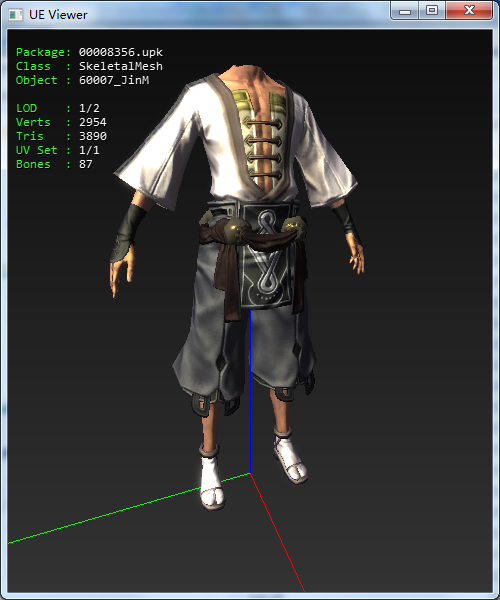 UE Viewer
Package: 00008356.upk
Class : SkeletalMesh
Object : 60007_JinM
LOD : 1/2
Verts : 2954
Tris : 3890
UV Set : 1/1
Bones : 87